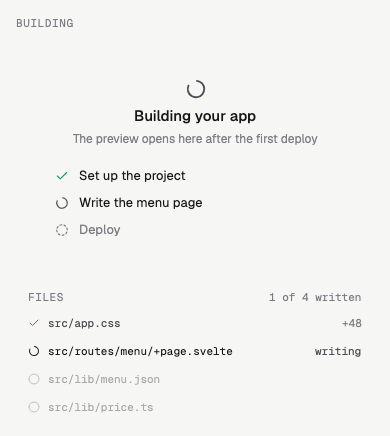 BUILDING
Building your app
The preview opens here after the first deploy
Set up the project
Write the menu page
Deploy
FILES 1 of 4 written
src/app.css +48
src/routes/menu/+page.svelte writing
src/lib/menu.json
src/lib/price.ts